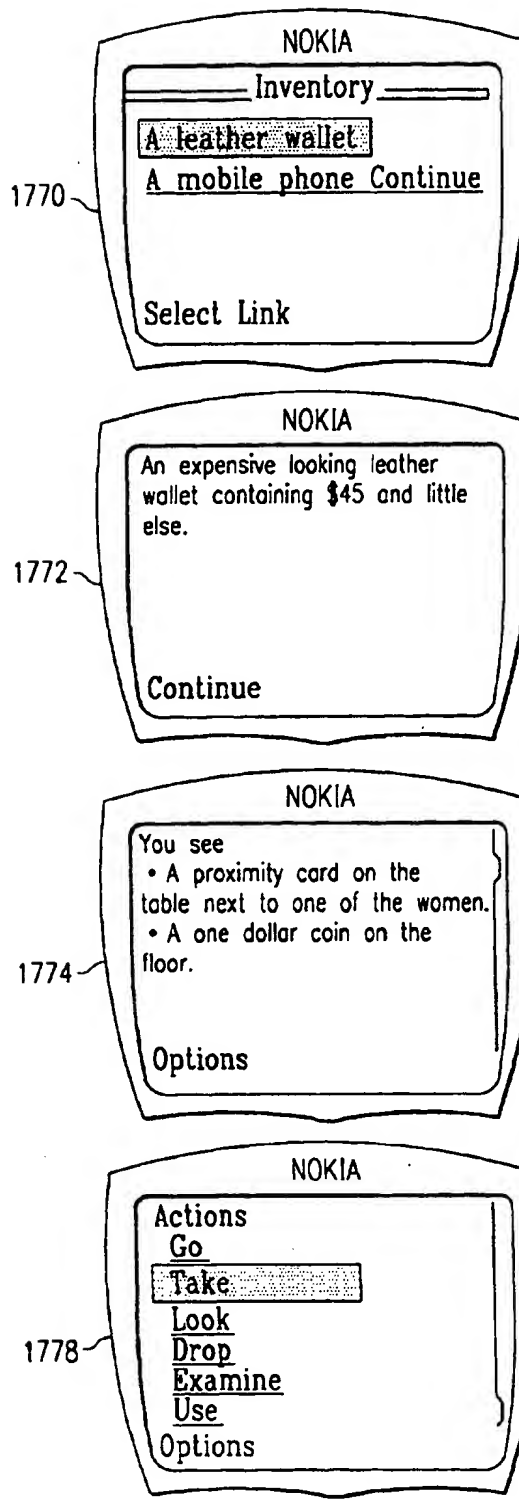 NOKIA
Inventory
A leather wallet
A mobile phone Continue
1770
Select Link
NOKIA
An expensive looking leather
wallet containing $45 and little
else.
1772
Continue
NOKIA
You see
• A proximity card on the
table next to one of the women.
• A one dollar coin on the
floor.
1774
Options
NOKIA
Actions
Go
Take
Look
Drop
1778
Examine
Use
Options